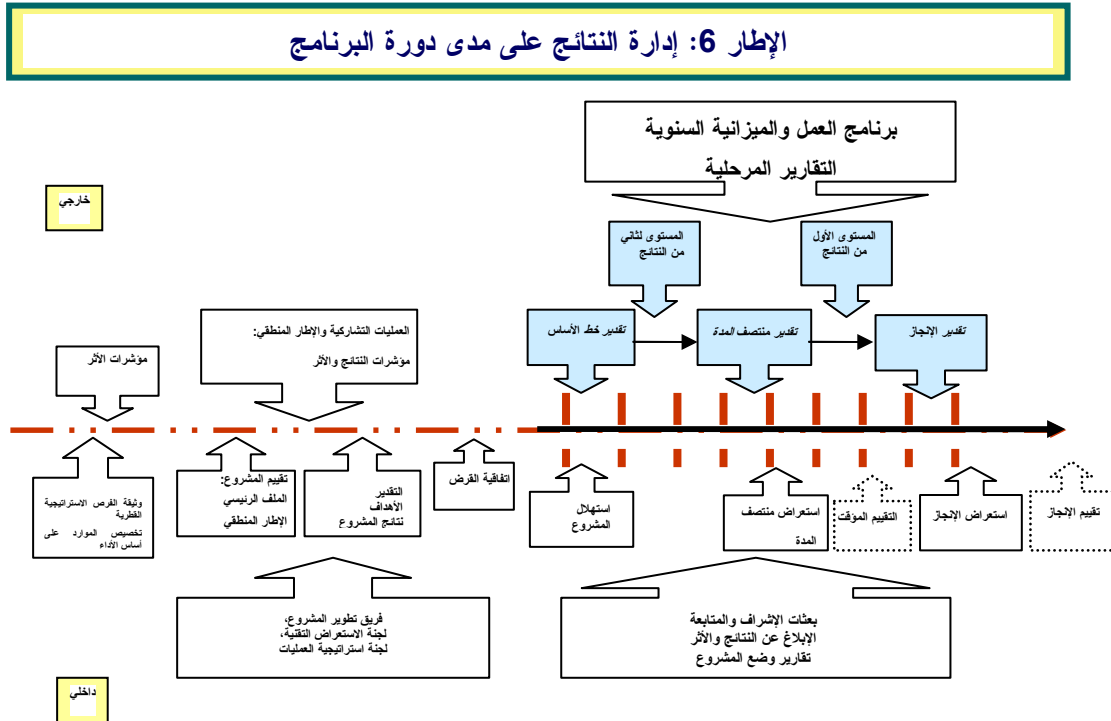 الإطار 6: إدارة النتائج على مدى دورة البرنامج
برنامج العمل والميزانية السنوية
التقارير المرحلية
خارجي
المستوى الأول
من النتائج
المستوى لثاني
من النتائج
تقدير الإنجاز
تقدير منتصف المدة
تقدير خط الأساس
العمليات التشاركية والإطار المنطقي:
مؤشرات النتائج والأثر
مؤشرات الأثر
وثيقة الفرص الاستراتيجية
القطرية
تخصيص الموارد على
أساس الأداء
تقييم المشروع:
الملف الرئيسي
الإطار المنطقي
التقدير
الأهداف
نتائج المشروع
اتفاقية القرض
استهلال
المشروع
استعراض منتصف
المدة
التقييم المؤقت
استعراض الإنجاز
تقييم الإنجاز
فريق تطوير المشروع،
لجنة الاستعراض التقنية،
لجنة استراتيجية العمليات
بعثات الإشراف والمتابعة
الإبلاغ عن النتائج والأثر
تقارير وضع المشروع
داخلي